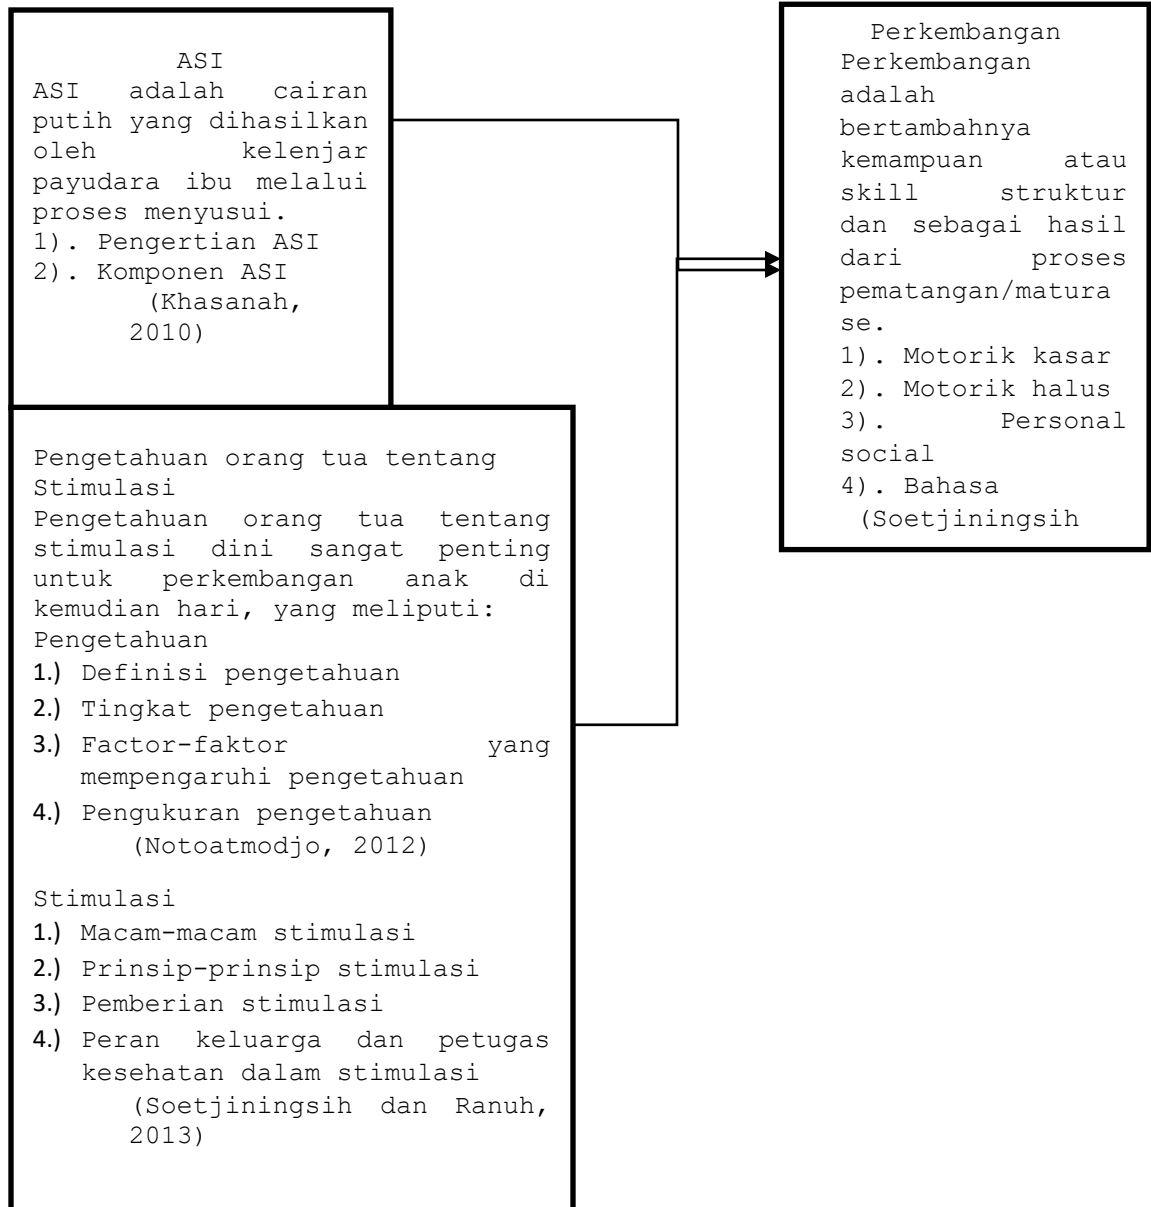 ASI
ASI adalah cairan
putih yang dihasilkan
oleh kelenjar
payudara ibu melalui
proses menyusui.
1). Pengertian ASI
2). Komponen ASI
(Khasanah,
2010)
Pengetahuan orang tua tentang
Stimulasi
Pengetahuan orang tua tentang
stimulasi dini sangat penting
untuk perkembangan anak di
kemudian hari, yang meliputi:
Pengetahuan
1.) Definisi pengetahuan
2.) Tingkat pengetahuan
3.) Factor-faktor yang
mempengaruhi pengetahuan
4.) Pengukuran pengetahuan
(Notoatmodjo, 2012)
Stimulasi
1.) Macam-macam stimulasi
2.) Prinsip-prinsip stimulasi
3.) Pemberian stimulasi
4.) Peran keluarga dan petugas
kesehatan dalam stimulasi
(Soetjiningsih dan Ranuh,
2013)
Perkembangan
Perkembangan
adalah
bertambahnya
kemampuan atau
skill struktur
dan sebagai hasil
dari proses
pematangan/matura
se.
1). Motorik kasar
2). Motorik halus
3). Personal
social
4). Bahasa
(Soetjiningsih